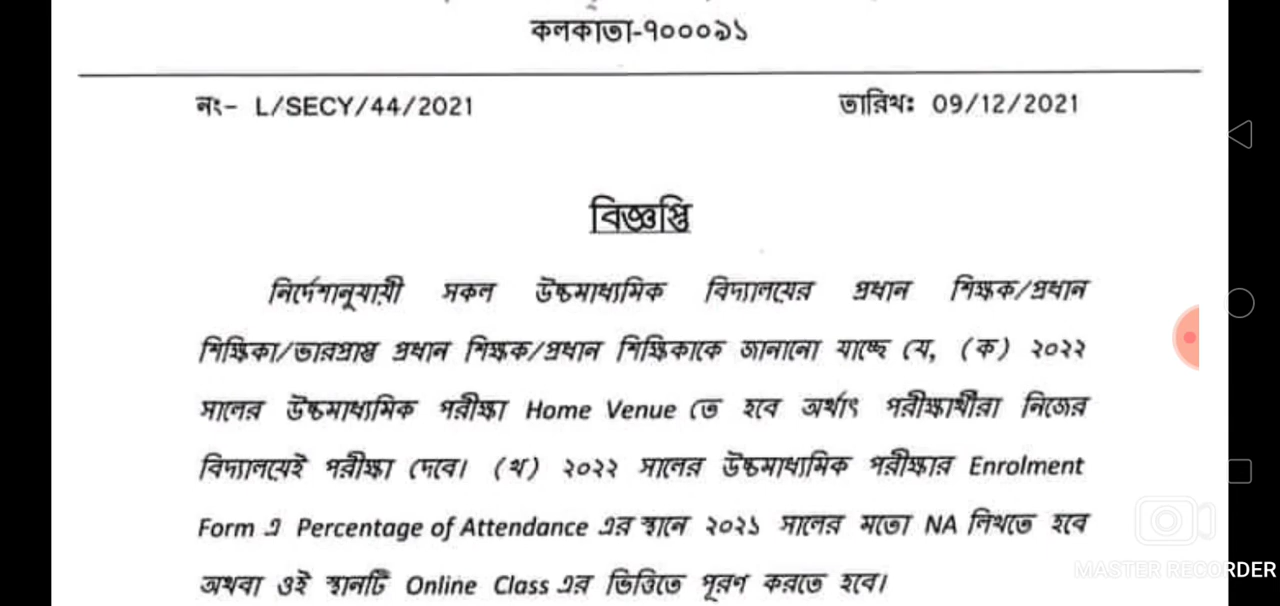 কলকাতা-৭০০০৯১
নং– L/SECY/44/2021 তারিখঃ 09/12/2021
বিজ্ঞপ্তি
নির্দেশানুযায়ী সকল উচ্চমাধ্যমিক বিদ্যালয়ের প্রধান শিক্ষক/প্রধান
শিক্ষিকা/ভারপ্রাপ্ত প্রধান শিক্ষক/প্রধান শিক্ষিকাকে জানানো যাচ্ছে যে, (ক) ২০২২
সালের উচ্চমাধ্যমিক পরীক্ষা Home Venue তে হবে অর্থাৎ পরীক্ষার্থীরা নিজের
বিদ্যালয়েই পরীক্ষা দেবে। (খ) ২০২২ সালের উচ্চমাধ্যমিক পরীক্ষার Enrolment
Form এ Percentage of Attendance এর স্থানে ২০২১ সালের মতো NA লিখতে হবে
অথবা ওই স্থানটি Online Class এর ভিত্তিতে পূরণ করতে হবে।
MASTER RECORDER